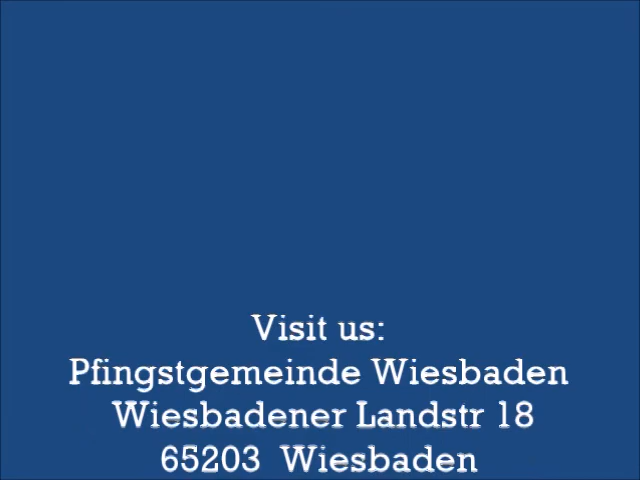 Visit us:
Pfingstgemeinde Wiesbaden
Wiesbadener Landstr 18
65203 Wiesbaden